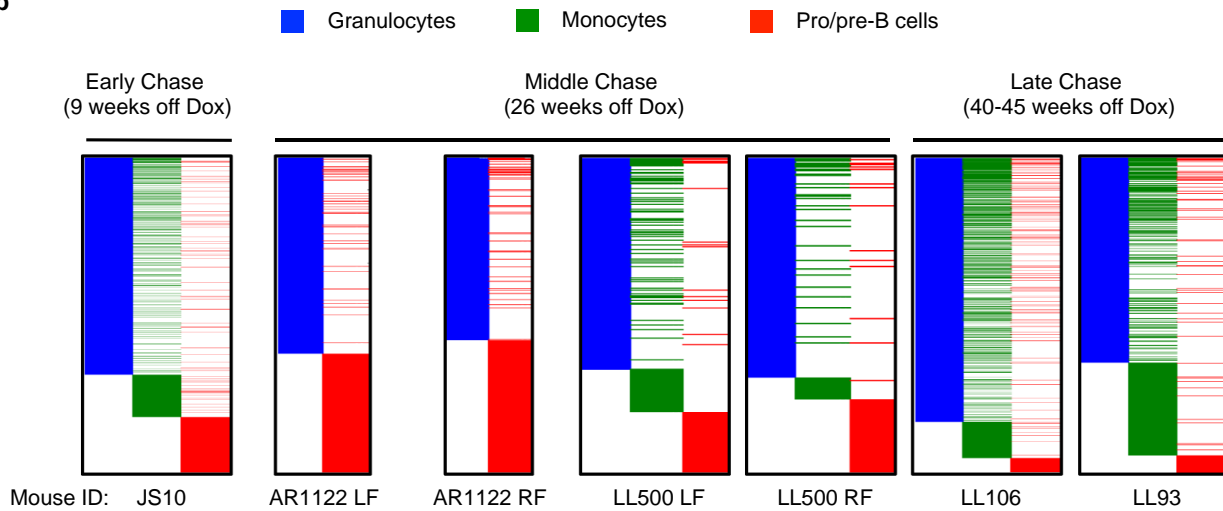 Granulocytes Monocytes Pro/pre-B cells
Early Chase
(9 weeks off Dox)
Middle Chase
(26 weeks off Dox)
Late Chase
(40-45 weeks off Dox)
Mouse ID: JS10 AR1122 LF AR1122 RF LL500 LF LL500 RF LL106 LL93